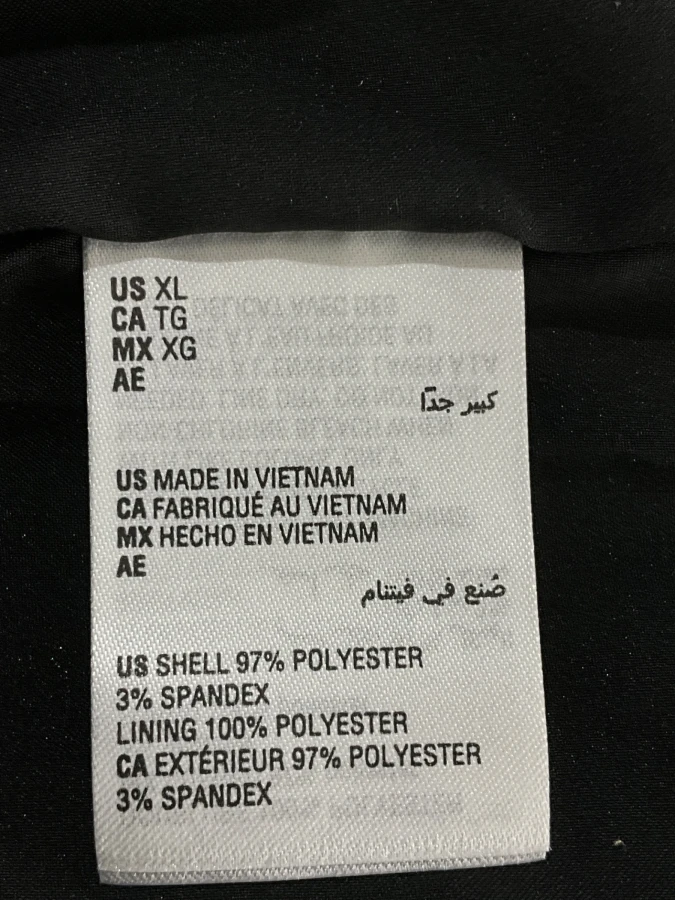 US XL
CA TG
MX XG
AE
كبير جدًا
US MADE IN VIETNAM
CA FABRIQUÉ AU VIETNAM
MX HECHO EN VIETNAM
AE
صُنع في فيتنام
US SHELL 97% POLYESTER
3% SPANDEX
LINING 100% POLYESTER
CA EXTÉRIEUR 97% POLYESTER
3% SPANDEX